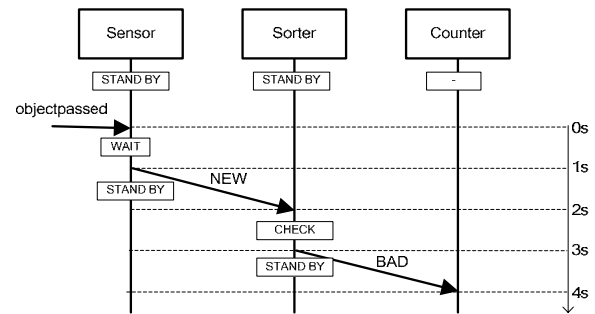 Sensor Sorter Counter
STAND BY STAND BY -
objectpassed
0s
WAIT
1s
STAND BY NEW
2s
CHECK
3s
STAND BY BAD
4s